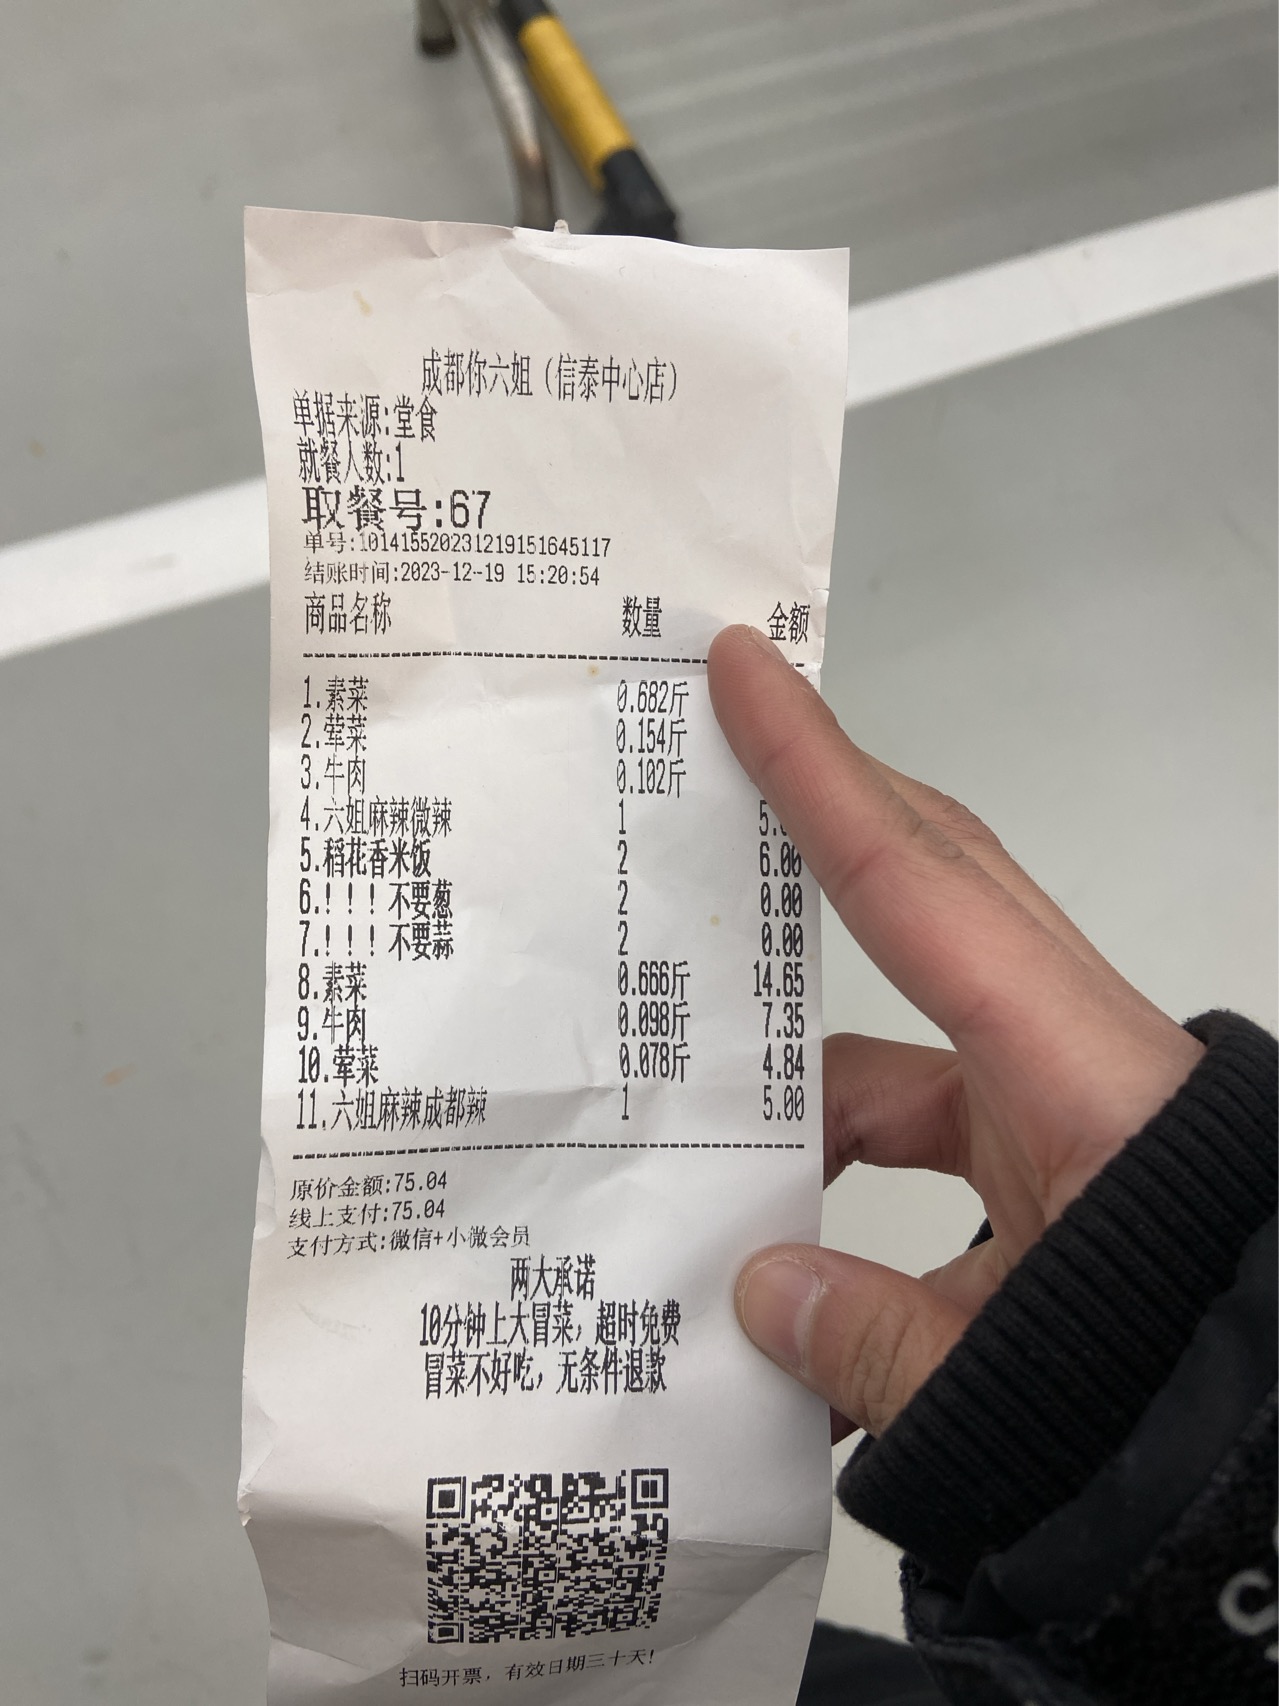 成都你六姐（信泰中心店）
单据来源:堂食
就餐人数:1
取餐号:67
单号:101415520231219151645117
结账时间:2023-12-19 15:20:54
商品名称 数量 金额
1.素菜 0.682斤
2.荤菜 0.154斤
3.牛肉 0.102斤
4.六姐麻辣微辣 1
5.稻花香米饭 2 6.00
6.！！！不要葱 2 0.00
7.！！！不要蒜 2 0.00
8.素菜 0.666斤 14.65
9.牛肉 0.098斤 7.35
10.荤菜 0.078斤 4.84
11.六姐麻辣成都辣 1 5.00
原价金额:75.04
线上支付:75.04
支付方式:微信+小微会员
两大承诺
10分钟上大冒菜，超时免费
冒菜不好吃，无条件退款
扫码开票，有效日期三十天!